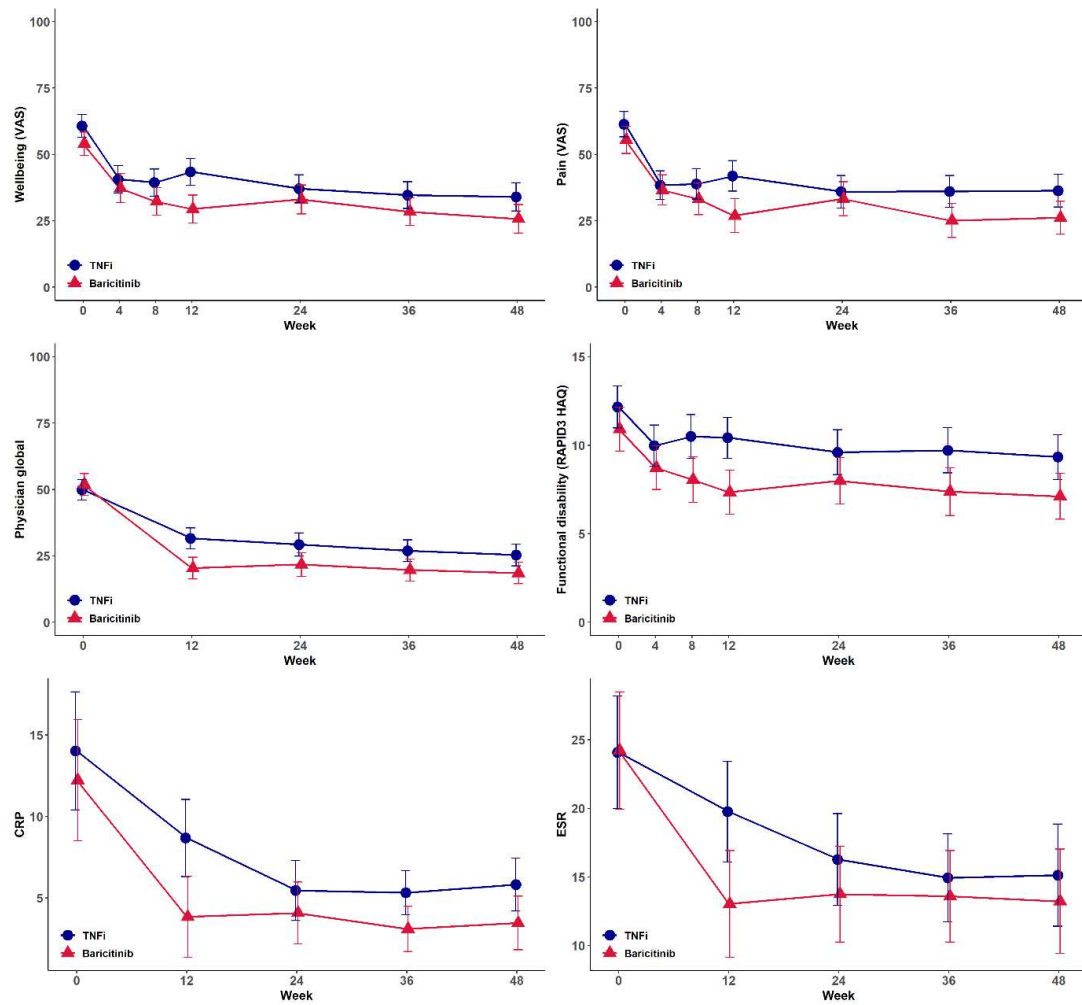 Wellbeing (VAS)
100
75
50
25
0
TNFi
Baricitinib
0 4 8 12 24 36 48
Week
Pain (VAS)
100
75
50
25
0
TNFi
Baricitinib
0 4 8 12 24 36 48
Week
Physician global
100
75
50
25
0
TNFi
Baricitinib
0 12 24 36 48
Week
Functional disability (RAPID3 HAQ)
15
10
5
0
TNFi
Baricitinib
0 4 8 12 24 36 48
Week
CRP
15
10
5
TNFi
Baricitinib
0 12 24 36 48
Week
ESR
25
20
15
10
TNFi
Baricitinib
0 12 24 36 48
Week